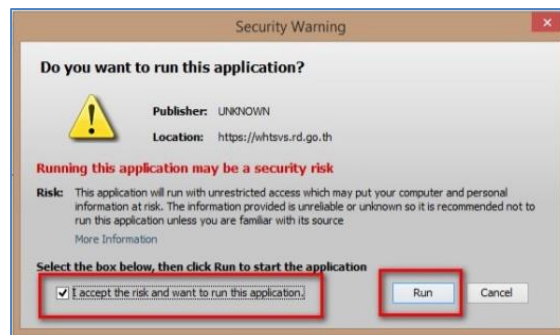 Security Warning
Do you want to run this application?
Publisher: UNKNOWN
Location: https://whtsvs.rd.go.th
Running this application may be a security risk
Risk: This application will run with unrestricted access which may put your computer and personal
information at risk. The information provided is unreliable or unknown so it is recommended not to
run this application unless you are familiar with its source
More Information
Select the box below, then click Run to start the application
I accept the risk and want to run this application.
Run Cancel